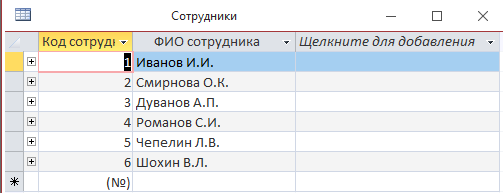 Сотрудники
Код сотрудн ФИО сотрудника Щелкните для добавления
1 Иванов И.И.
2 Смирнова О.К.
3 Дуванов А.П.
4 Романов С.И.
5 Чепелин Л.В.
6 Шохин В.Л.
(№)